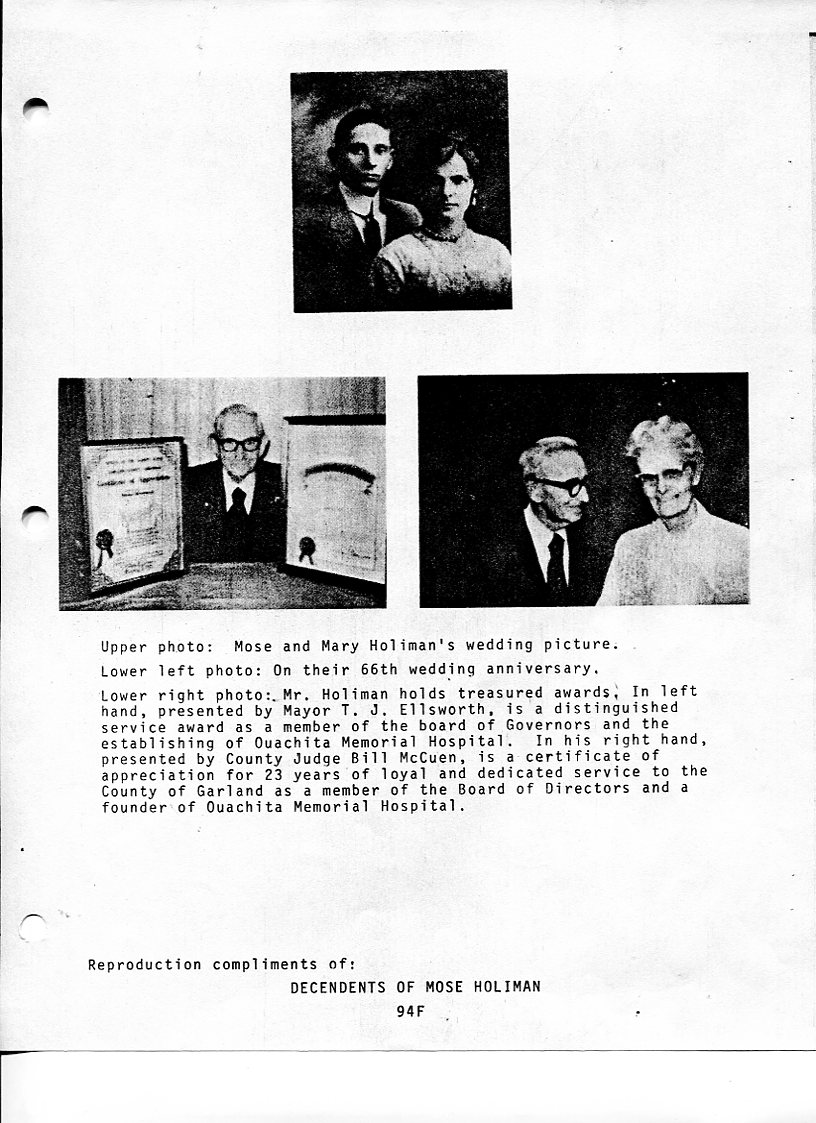 Upper photo:  Mose and Mary Holiman's wedding picture.
Lower left photo: On their 66th wedding anniversary.
Lower right photo: Mr. Holiman holds treasured awards. In left
hand, presented by Mayor T. J. Ellsworth, is a distinguished
service award as a member of the board of Governors and the
establishing of Ouachita Memorial Hospital.  In his right hand,
presented by County Judge Bill McCuen, is a certificate of
appreciation for 23 years of loyal and dedicated service to the
County of Garland as a member of the Board of Directors and a
founder of Ouachita Memorial Hospital.
Reproduction compliments of:
DECENDENTS OF MOSE HOLIMAN
94F